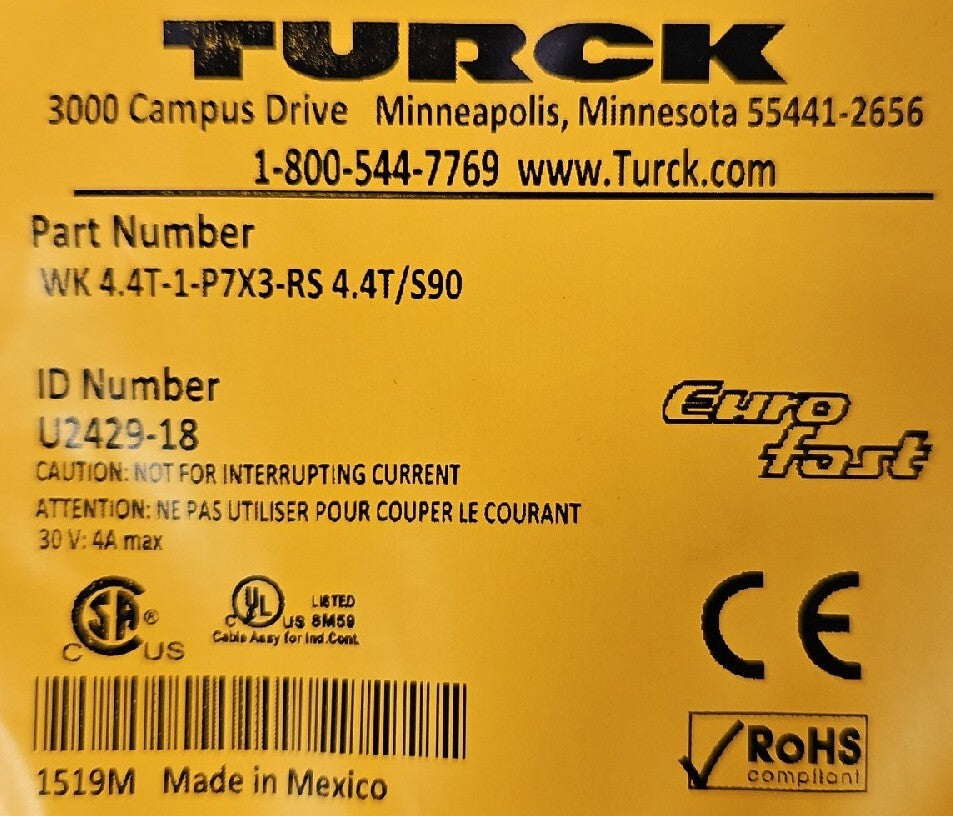 TURCK
3000 Campus Drive Minneapolis, Minnesota 55441-2656
1-800-544-7769 www.Turck.com
Part Number
WK 4.4T-1-P7X3-RS 4.4T/S90
ID Number
U2429-18
Euro
fast
CAUTION: NOT FOR INTERRUPTING CURRENT
ATTENTION: NE PAS UTILISER POUR COUPER LE COURANT
30 V: 4A max
C SA ® US
C UL US LISTED 8M59
Cable Assy for Ind.Cont.
CE
1519M Made in Mexico
RoHS
compliant